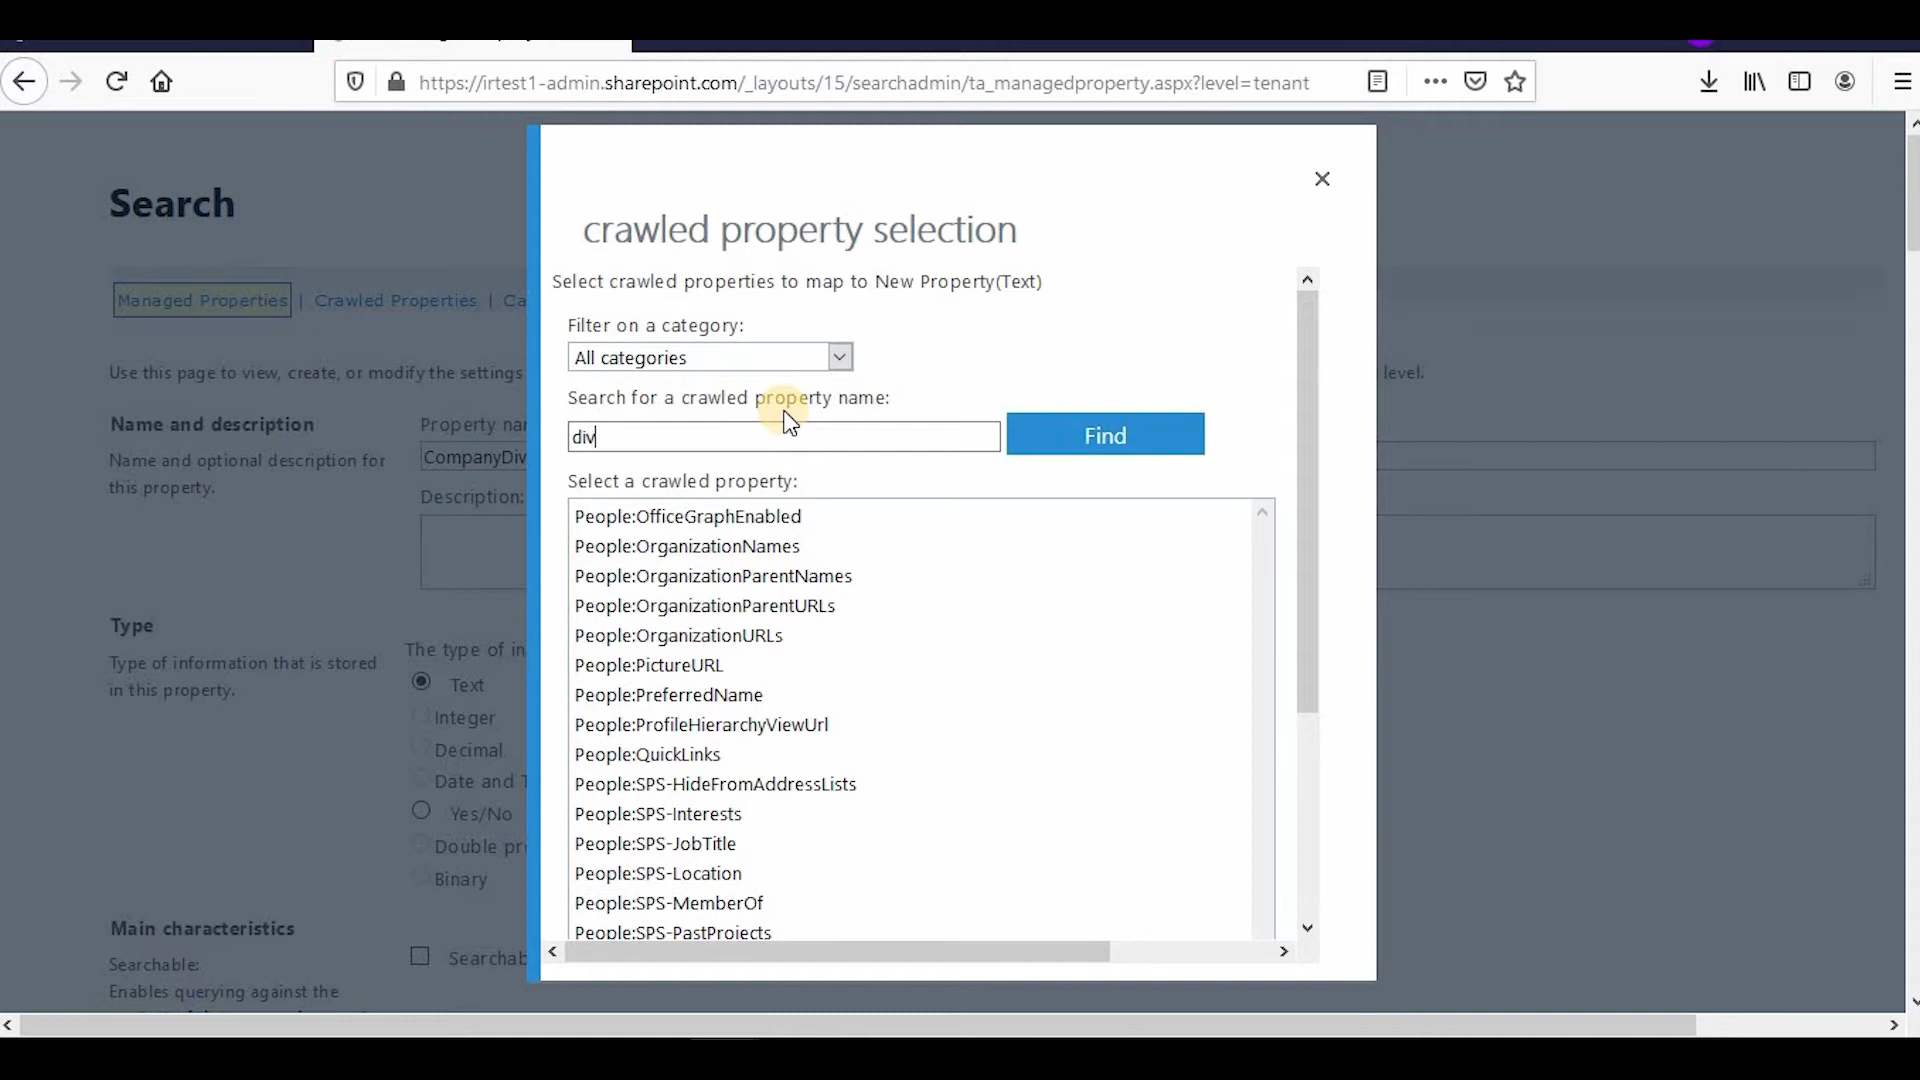 https://irtest1-admin.sharepoint.com/_layouts/15/searchadmin/ta_managedproperty.aspx?level=tenant
Search
Managed Properties | Crawled Properties | Ca
Use this page to view, create, or modify the settings
level.
Name and description
Name and optional description for
this property.
Property nam
CompanyDiv
Description:
Type
Type of information that is stored
in this property.
The type of in
Text
Integer
Decimal
Date and T
Yes/No
Double pre
Binary
Main characteristics
Searchable:
Enables querying against the
Searchab
crawled property selection
Select crawled properties to map to New Property(Text)
Filter on a category:
All categories
Search for a crawled property name:
div
Find
Select a crawled property:
People:OfficeGraphEnabled
People:OrganizationNames
People:OrganizationParentNames
People:OrganizationParentURLs
People:OrganizationURLs
People:PictureURL
People:PreferredName
People:ProfileHierarchyViewUrl
People:QuickLinks
People:SPS-HideFromAddressLists
People:SPS-Interests
People:SPS-JobTitle
People:SPS-Location
People:SPS-MemberOf
People:SPS-PastProjects